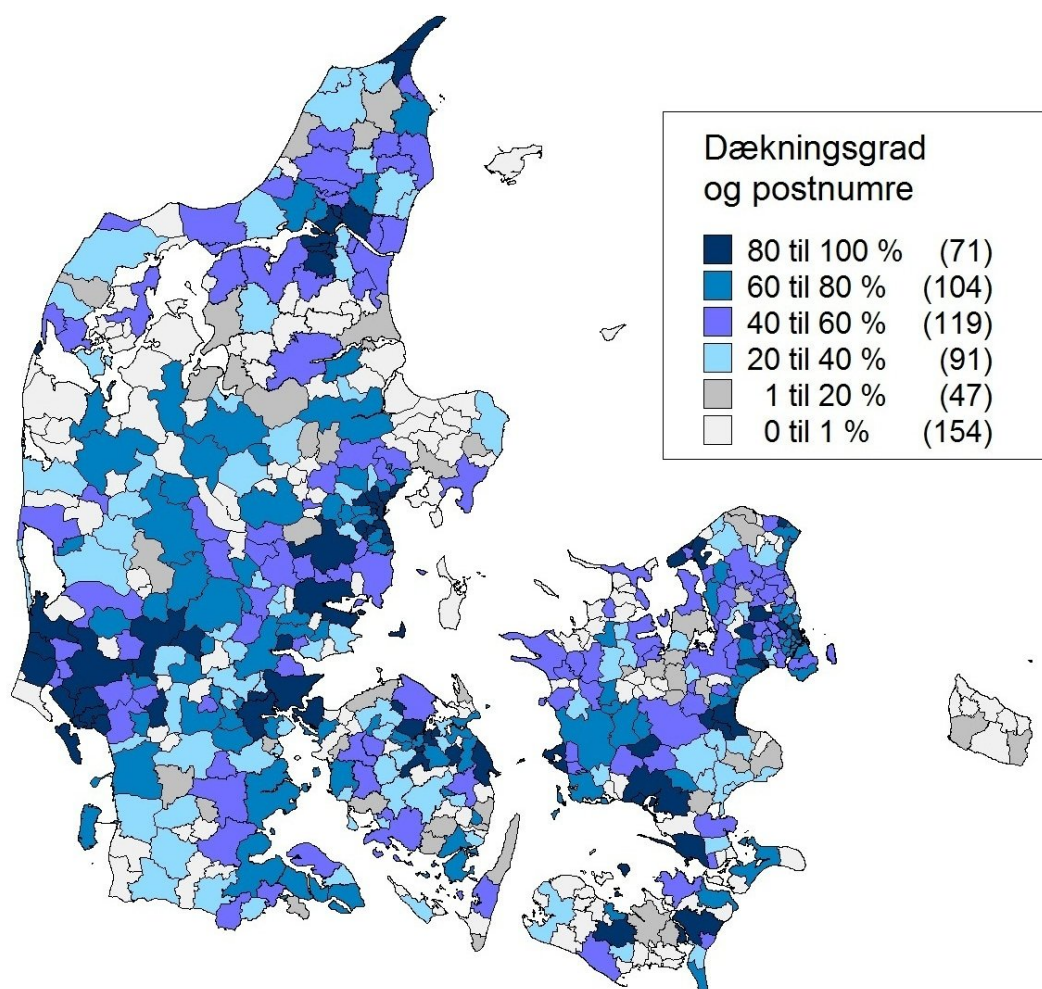 Dækningsgrad
og postnumre
80 til 100 % (71)
60 til 80 % (104)
40 til 60 % (119)
20 til 40 % (91)
1 til 20 % (47)
0 til 1 % (154)